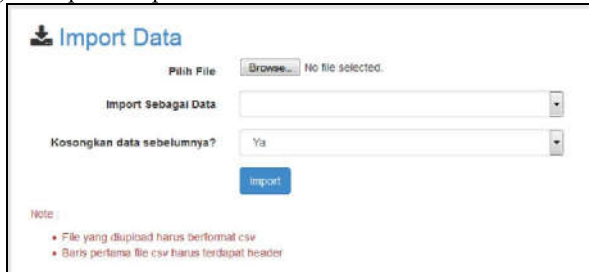 Import Data
Pilih File Browse... No file selected.
Import Sebagai Data
Kosongkan data sebelumnya? Ya
Import
Note :
File yang diupload harus berformat csv
Baris pertama file csv harus terdapat header